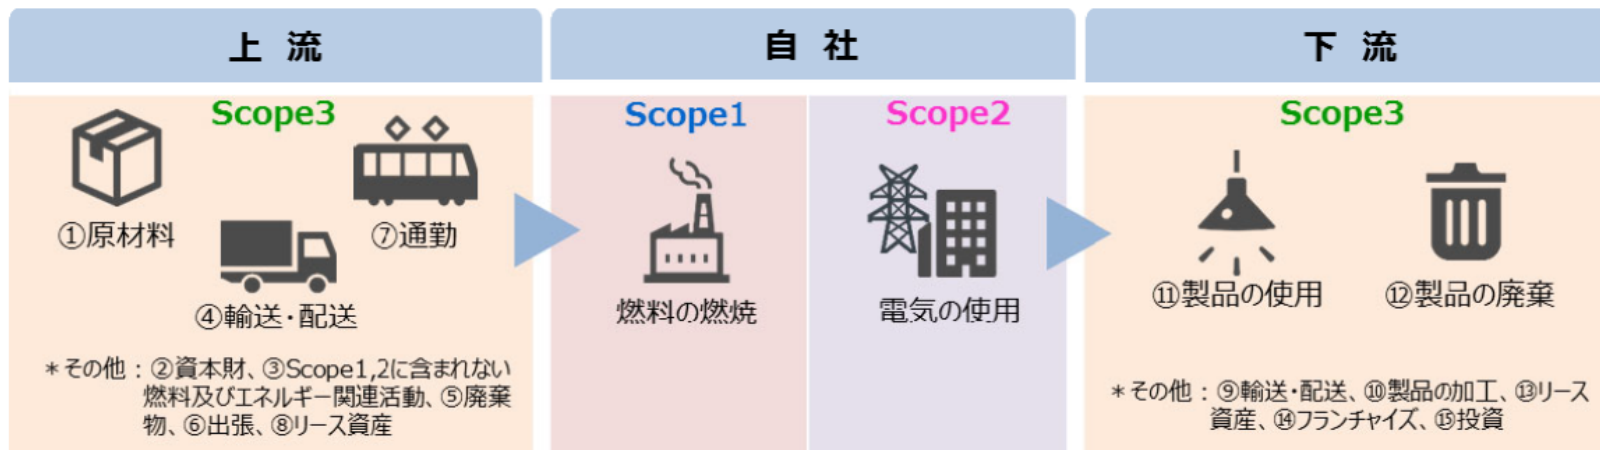 上 流
Scope3
①原材料
⑦通勤
④輸送・配送
＊その他：②資本財、③Scope1,2に含まれない
燃料及びエネルギー関連活動、⑤廃棄
物、⑥出張、⑧リース資産
自 社
Scope1
燃料の燃焼
Scope2
電気の使用
下 流
Scope3
⑪製品の使用
⑫製品の廃棄
＊その他：⑨輸送・配送、⑩製品の加工、⑬リース
資産、⑭フランチャイズ、⑮投資